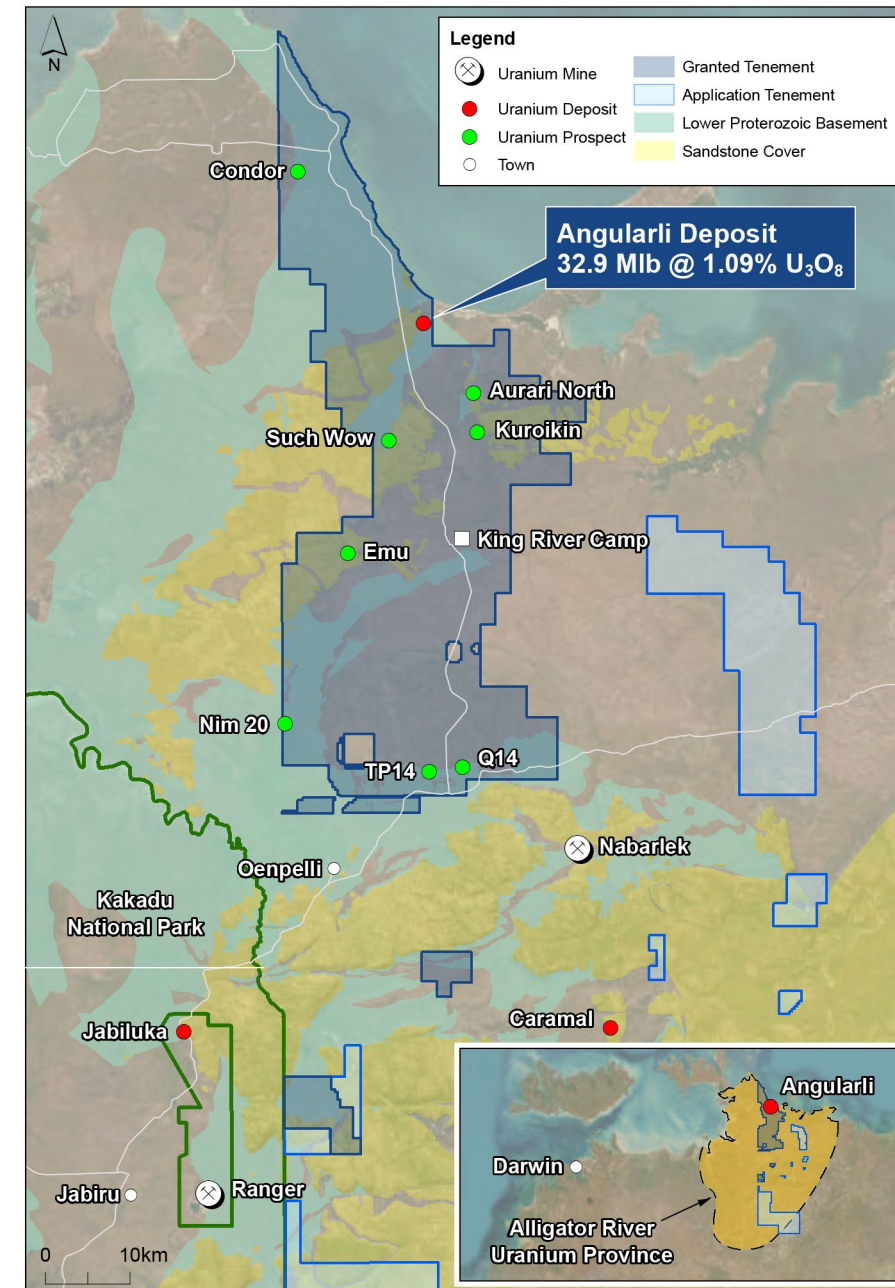 N
Legend
Uranium Mine
Uranium Deposit
Uranium Prospect
Town
Granted Tenement
Application Tenement
Lower Proterozoic Basement
Sandstone Cover
Condor
Angularli Deposit
32.9 Mlb @ 1.09% U₃O₈
Aurari North
Such Wow
Kuroikin
King River Camp
Emu
Nim 20
TP14
Q14
Nabarlek
Oenpelli
Kakadu
National Park
Jabiluka
Caramal
Jabiru
Ranger
0 10km
Angularli
Darwin
Alligator River
Uranium Province